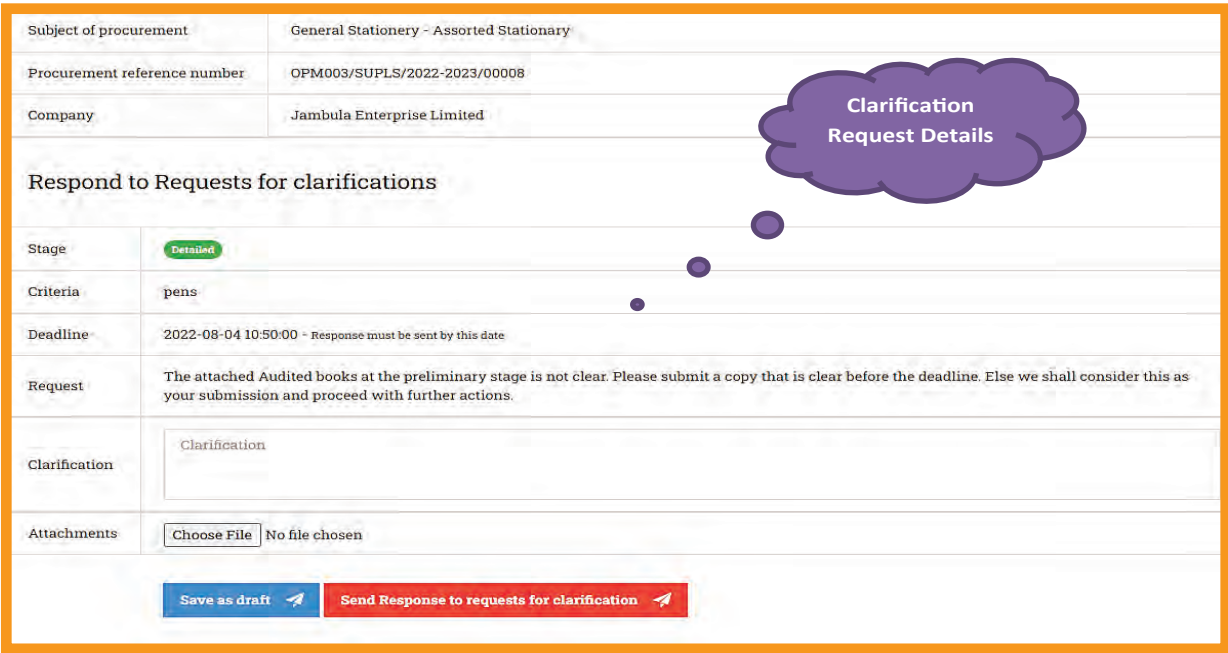 Subject of procurement General Stationery - Assorted Stationary
Procurement reference number OPM003/SUPLS/2022-2023/00008
Company Jambula Enterprise Limited
Clarification
Request Details
Respond to Requests for clarifications
Stage Detailed
Criteria pens
Deadline 2022-08-04 10:50:00 - Response must be sent by this date
Request The attached Audited books at the preliminary stage is not clear. Please submit a copy that is clear before the deadline. Else we shall consider this as
your submission and proceed with further actions.
Clarification Clarification
Attachments Choose File No file chosen
Save as draft Send Response to requests for clarification